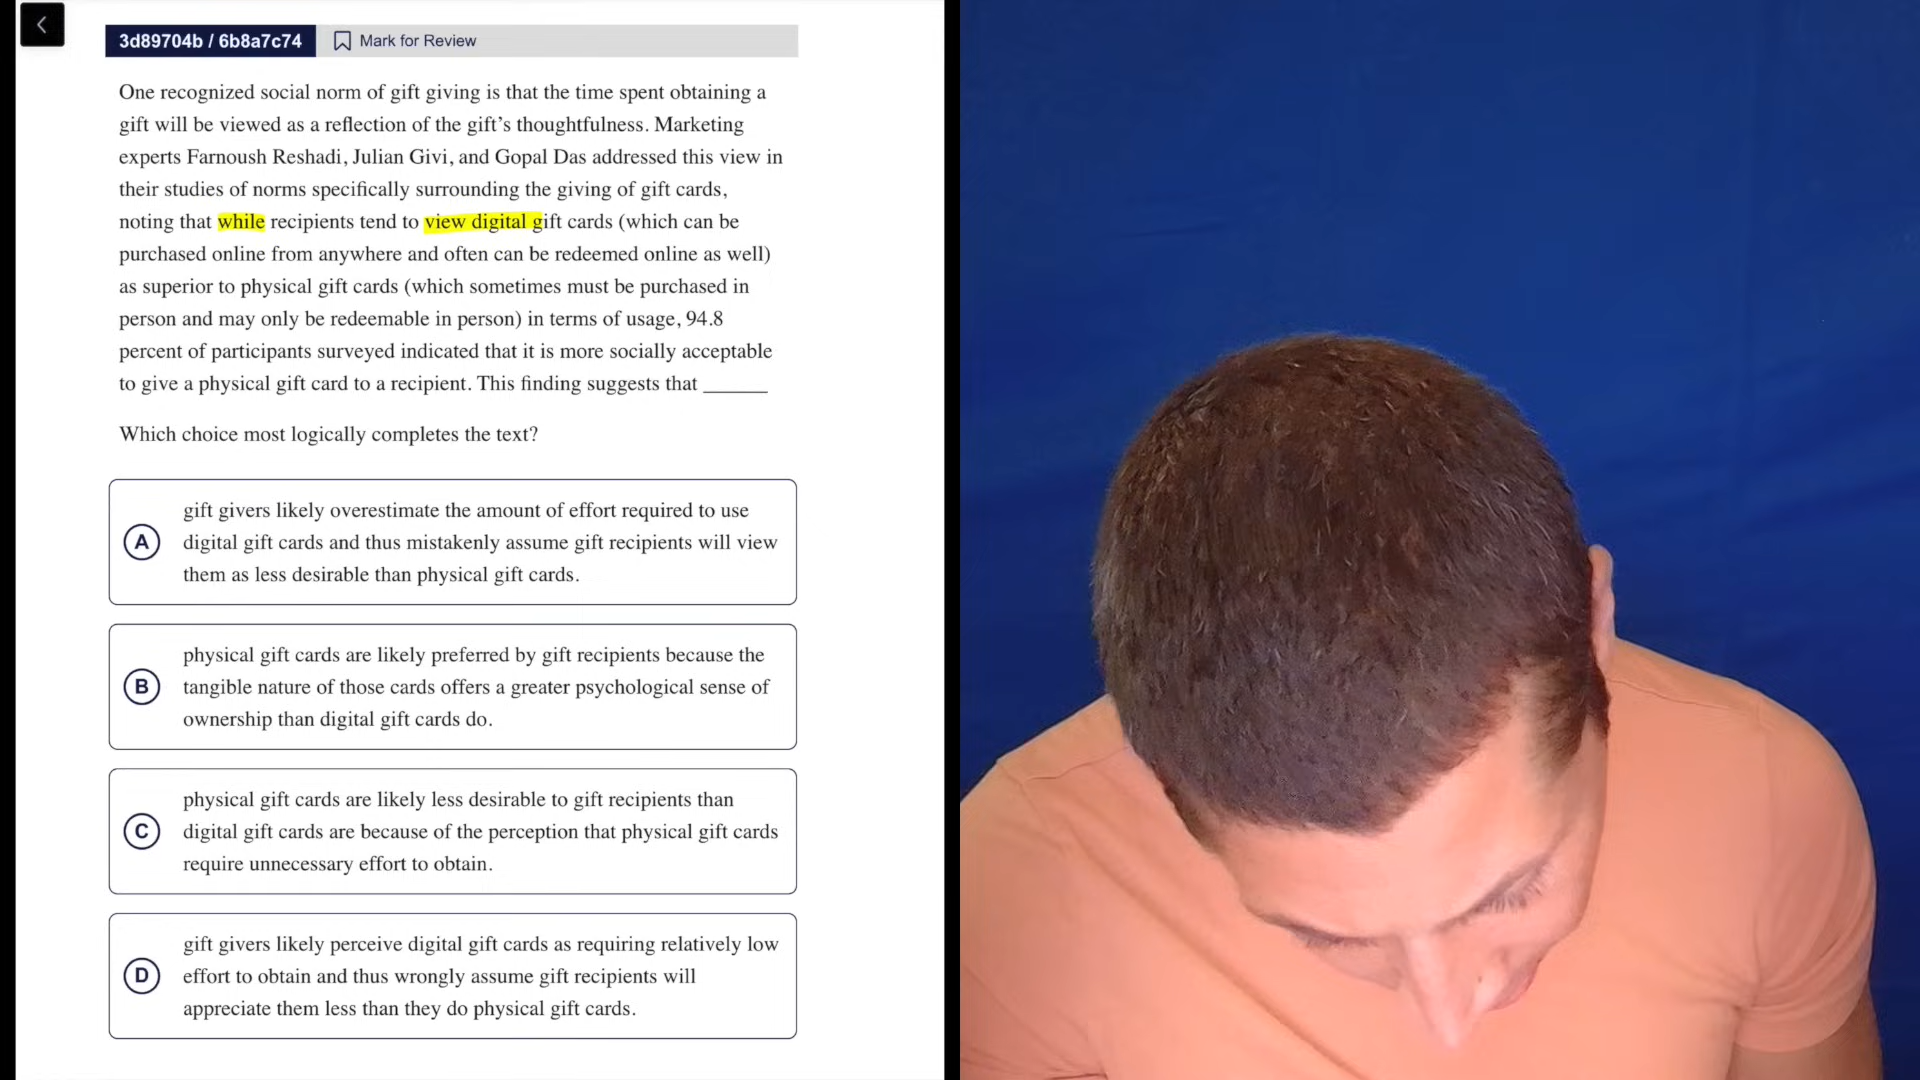 3d89704b / 6b8a7c74 Mark for Review
One recognized social norm of gift giving is that the time spent obtaining a
gift will be viewed as a reflection of the gift’s thoughtfulness. Marketing
experts Farnoush Reshadi, Julian Givi, and Gopal Das addressed this view in
their studies of norms specifically surrounding the giving of gift cards,
noting that while recipients tend to view digital gift cards (which can be
purchased online from anywhere and often can be redeemed online as well)
as superior to physical gift cards (which sometimes must be purchased in
person and may only be redeemable in person) in terms of usage, 94.8
percent of participants surveyed indicated that it is more socially acceptable
to give a physical gift card to a recipient. This finding suggests that ______
Which choice most logically completes the text?
gift givers likely overestimate the amount of effort required to use
A digital gift cards and thus mistakenly assume gift recipients will view
them as less desirable than physical gift cards.
physical gift cards are likely preferred by gift recipients because the
B tangible nature of those cards offers a greater psychological sense of
ownership than digital gift cards do.
physical gift cards are likely less desirable to gift recipients than
C digital gift cards are because of the perception that physical gift cards
require unnecessary effort to obtain.
gift givers likely perceive digital gift cards as requiring relatively low
D effort to obtain and thus wrongly assume gift recipients will
appreciate them less than they do physical gift cards.